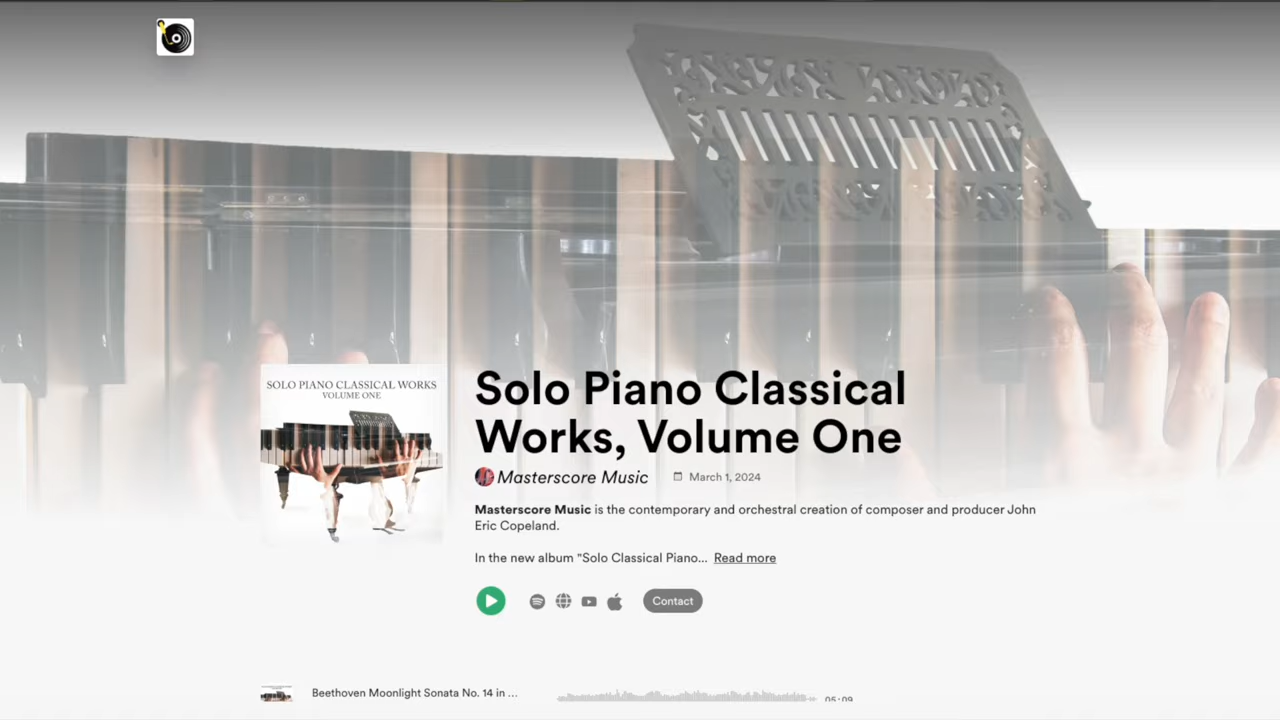 SOLO PIANO CLASSICAL WORKS
VOLUME ONE
Solo Piano Classical
Works, Volume One
Masterscore Music
March 1, 2024
Masterscore Music is the contemporary and orchestral creation of composer and producer John
Eric Copeland.
In the new album "Solo Classical Piano... Read more
Contact
Beethoven Moonlight Sonata No. 14 in ...
05:09